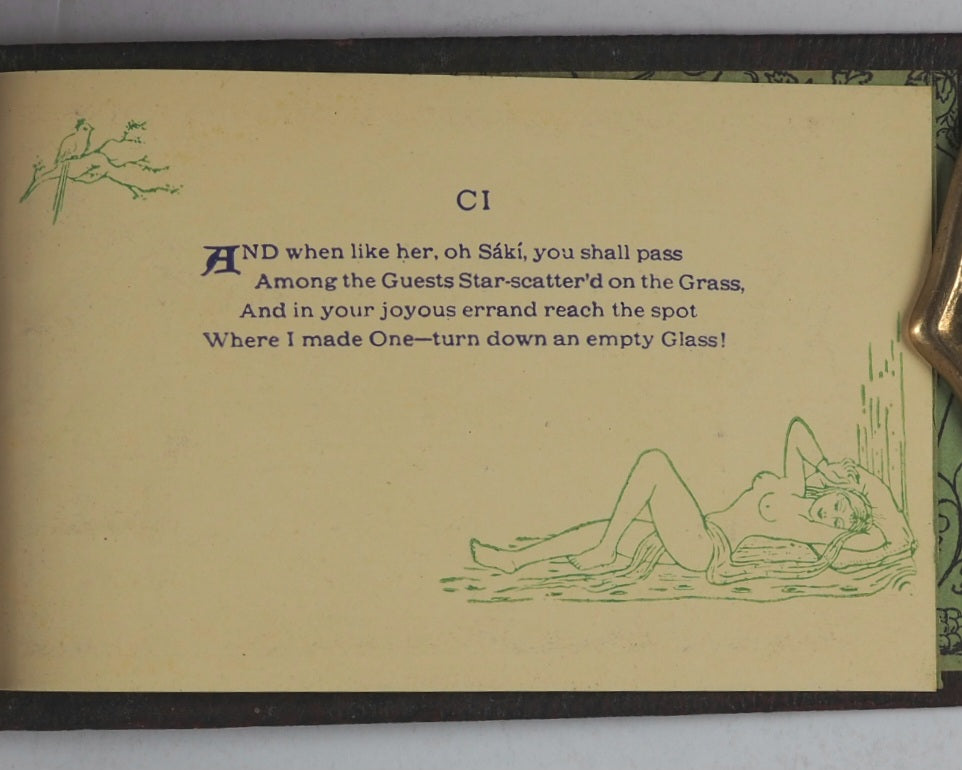 CI
AND when like her, oh Sákí, you shall pass
Among the Guests Star-scatter'd on the Grass,
And in your joyous errand reach the spot
Where I made One—turn down an empty Glass!